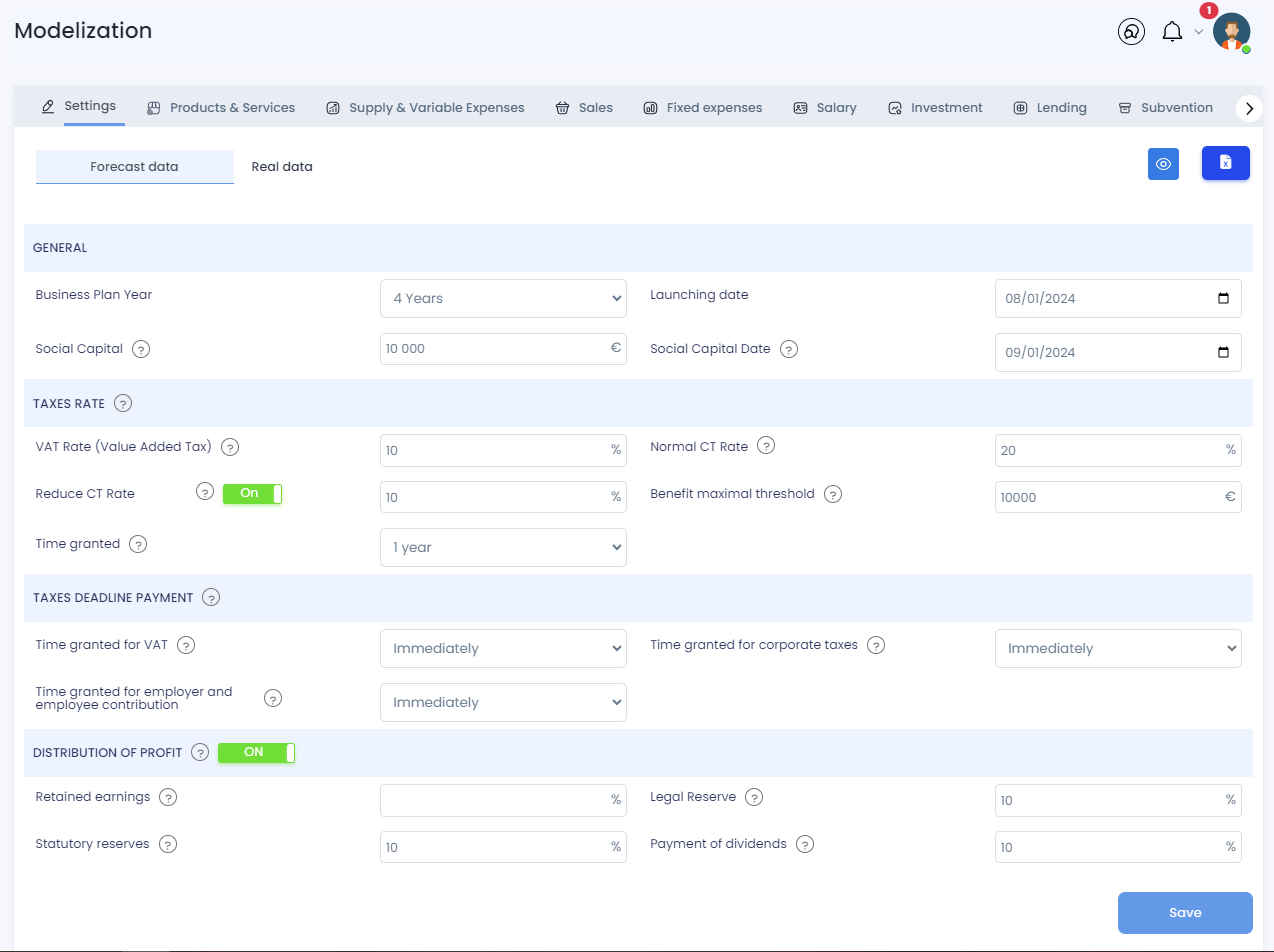 Modelization
1
Settings Products & Services Supply & Variable Expenses Sales Fixed expenses Salary Investment Lending Subvention
Forecast data Real data
GENERAL
Business Plan Year 4 Years Launching date 08/01/2024
Social Capital ? 10 000 € Social Capital Date ? 09/01/2024
TAXES RATE ?
VAT Rate (Value Added Tax) ? 10 % Normal CT Rate ? 20 %
Reduce CT Rate ? On 10 % Benefit maximal threshold ? 10000 €
Time granted ? 1 year
TAXES DEADLINE PAYMENT ?
Time granted for VAT ? Immediately Time granted for corporate taxes ? Immediately
Time granted for employer and
employee contribution ? Immediately
DISTRIBUTION OF PROFIT ? ON
Retained earnings ? % Legal Reserve ? 10 %
Statutory reserves ? 10 % Payment of dividends ? 10 %
Save